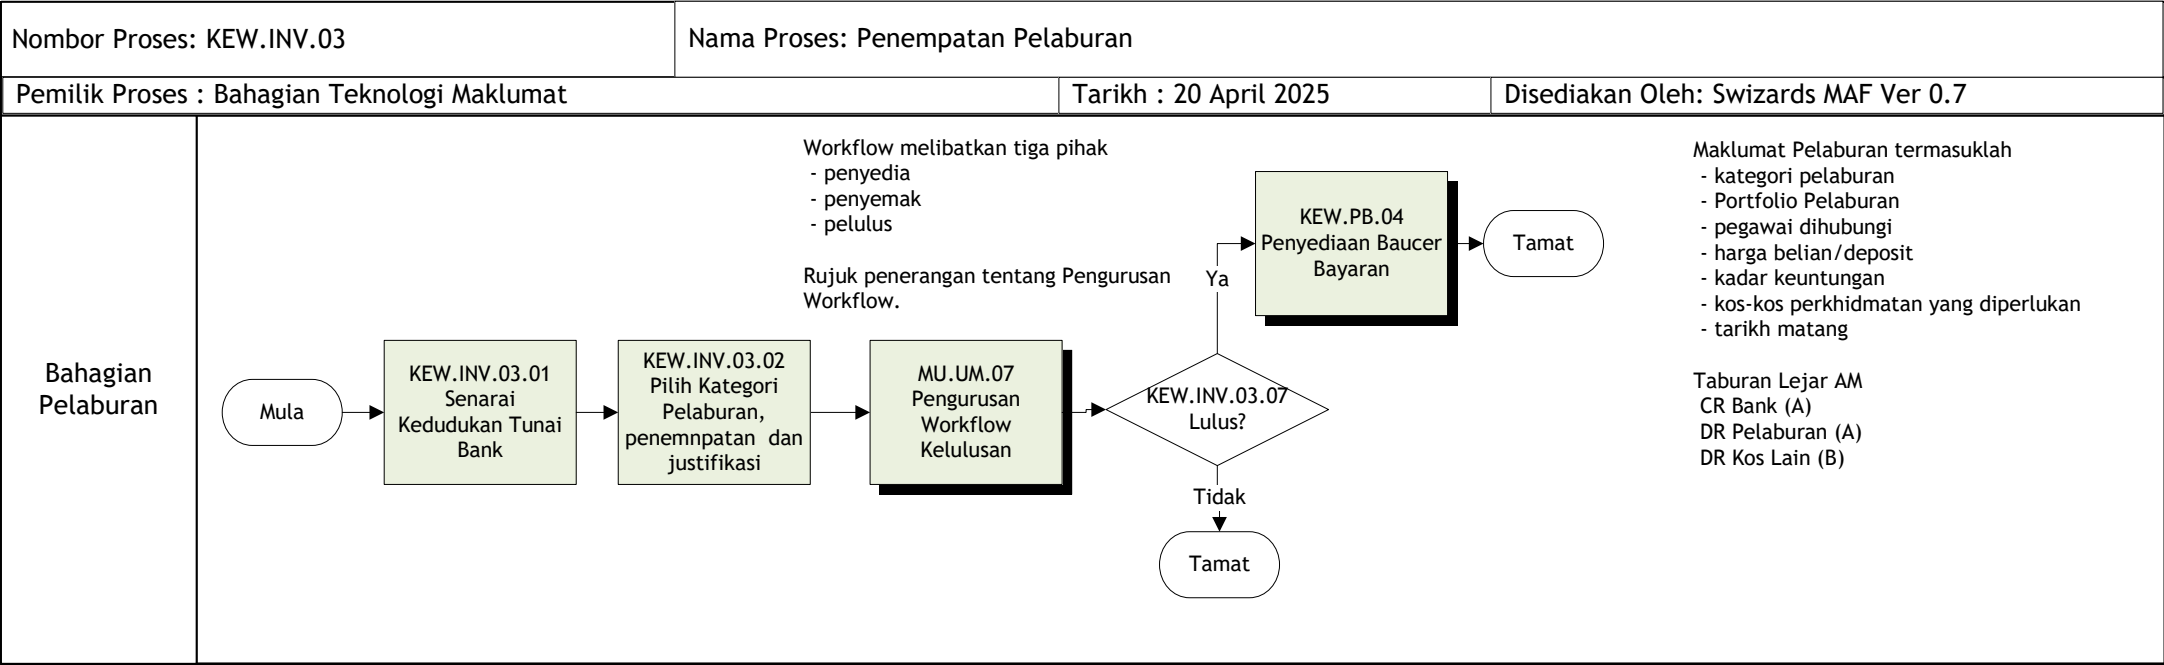 Nombor Proses: KEW.INV.03
Nama Proses: Penempatan Pelaburan
Pemilik Proses : Bahagian Teknologi Maklumat
Tarikh : 20 April 2025
Disediakan Oleh: Swizards MAF Ver 0.7
Bahagian
Pelaburan
Mula
KEW.INV.03.01
Senarai
Kedudukan Tunai
Bank
KEW.INV.03.02
Pilih Kategori
Pelaburan,
penemnpatan  dan
justifikasi
Workflow melibatkan tiga pihak
- penyedia
- penyemak
- pelulus
Rujuk penerangan tentang Pengurusan
Workflow.
MU.UM.07
Pengurusan
Workflow
Kelulusan
KEW.INV.03.07
Lulus?
Ya
KEW.PB.04
Penyediaan Baucer
Bayaran
Tamat
Tidak
Tamat
Maklumat Pelaburan termasuklah
- kategori pelaburan
- Portfolio Pelaburan
- pegawai dihubungi
- harga belian/deposit
- kadar keuntungan
- kos-kos perkhidmatan yang diperlukan
- tarikh matang
Taburan Lejar AM
CR Bank (A)
DR Pelaburan (A)
DR Kos Lain (B)